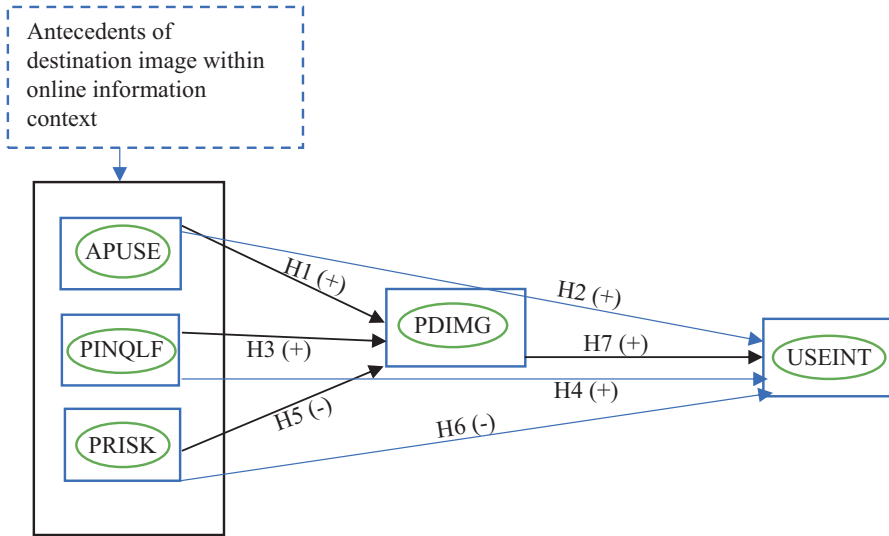 Antecedents of
destination image within
online information
context
APUSE
H1 (+)
H2 (+)
PDIMG
PINQLF
H3 (+)
H7 (+)
USEINT
H4 (+)
H5 (-)
PRISK
H6 (-)